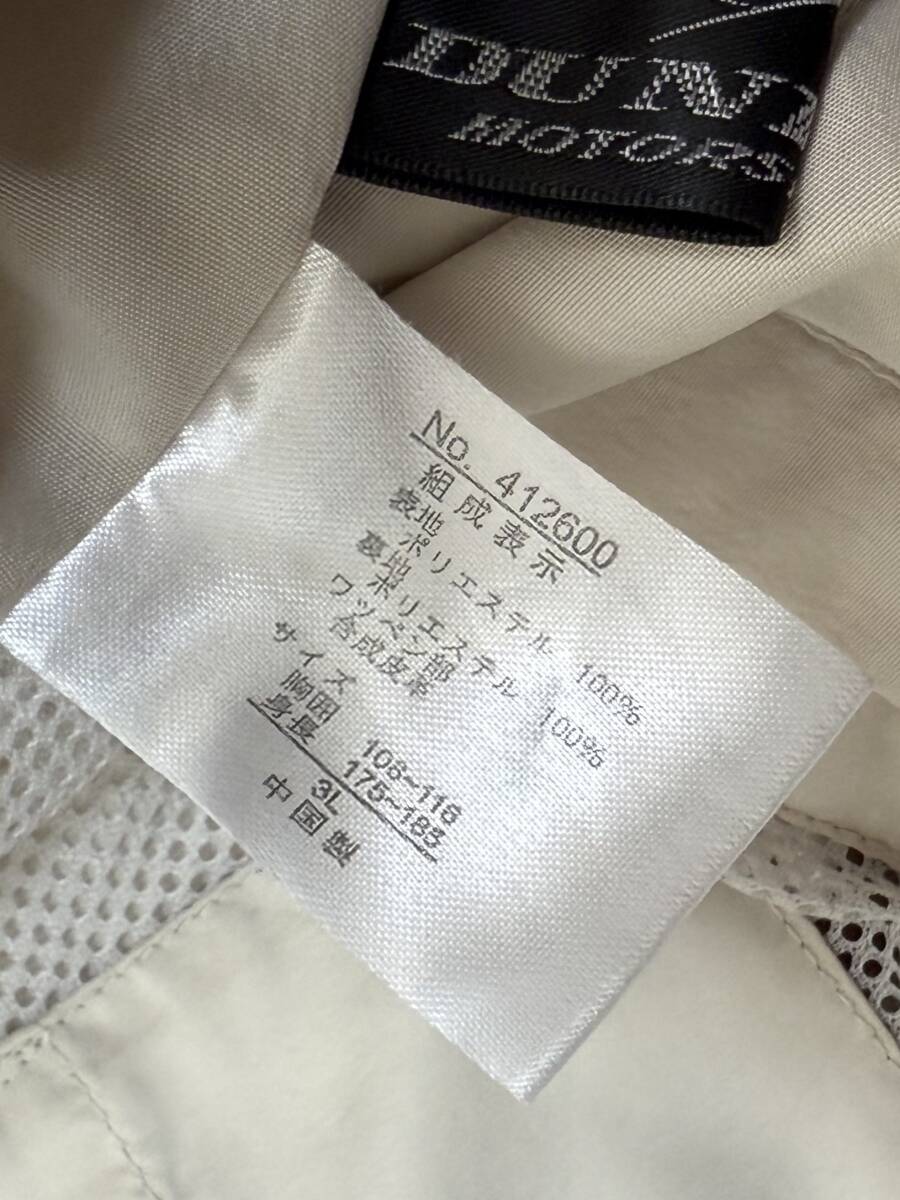 DUN
MOTORS
No. 412600
組成表示
表地
ポリエステル 100%
裏地
ポリエステル 100%
ワッペン部
合成皮革
サイズ
胸囲 108~116
身長 175~183
3L
中国製